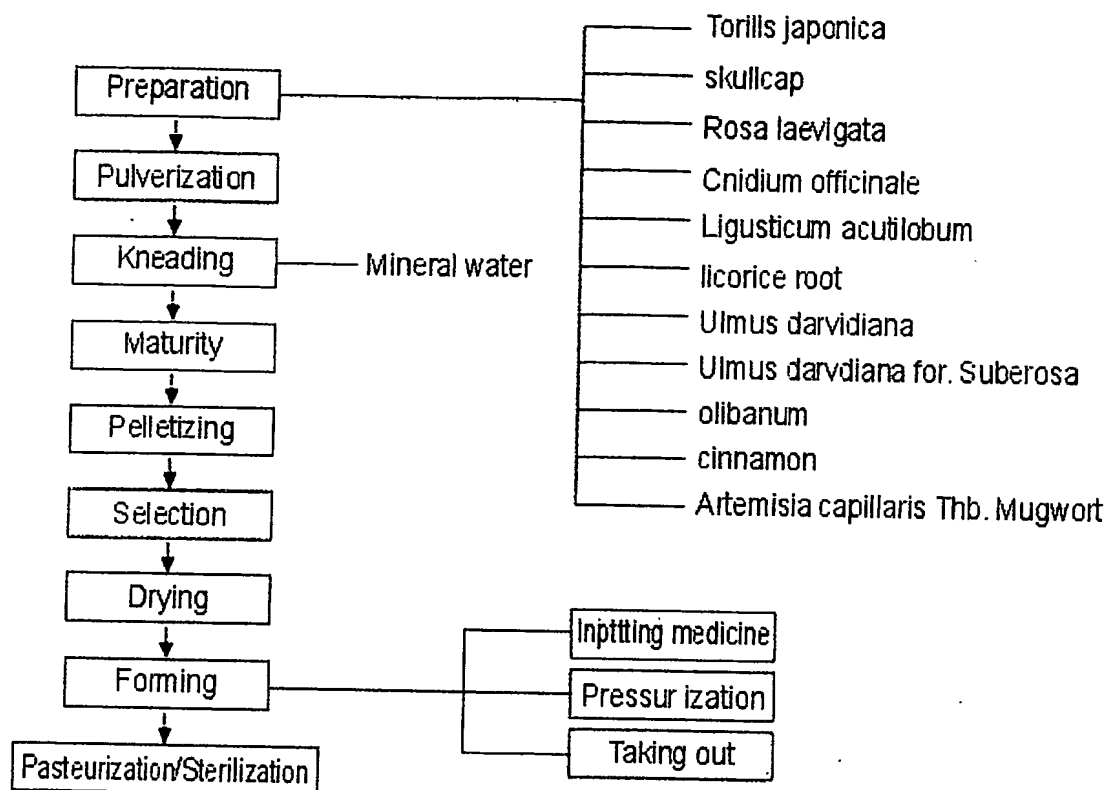 Preparation
Pulverization
Kneading
Mineral water
Maturity
Pelletizing
Selection
Drying
Forming
Pasteurization/Sterilization
Torilis japonica
skullcap
Rosa laevigata
Cnidium officinale
Ligusticum acutilobum
licorice root
Ulmus darvidiana
Ulmus darvdiana for. Suberosa
olibanum
cinnamon
Artemisia capillaris Thb. Mugwort
Inpttting medicine
Pressur ization
Taking out